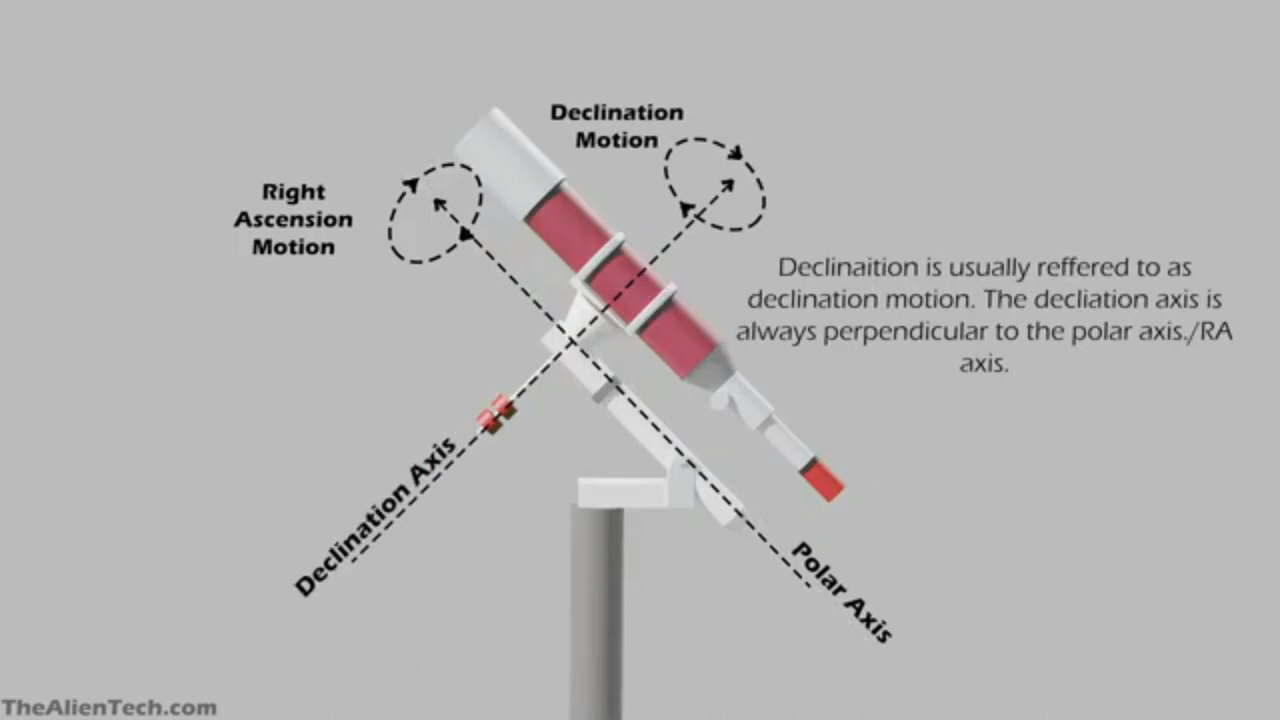 Declination
Motion
Right
Ascension
Motion
Declinaition is usually reffered to as
declination motion. The decliation axis is
always perpendicular to the polar axis./RA
axis.
Declination Axis
Polar Axis
TheAlienTech.com